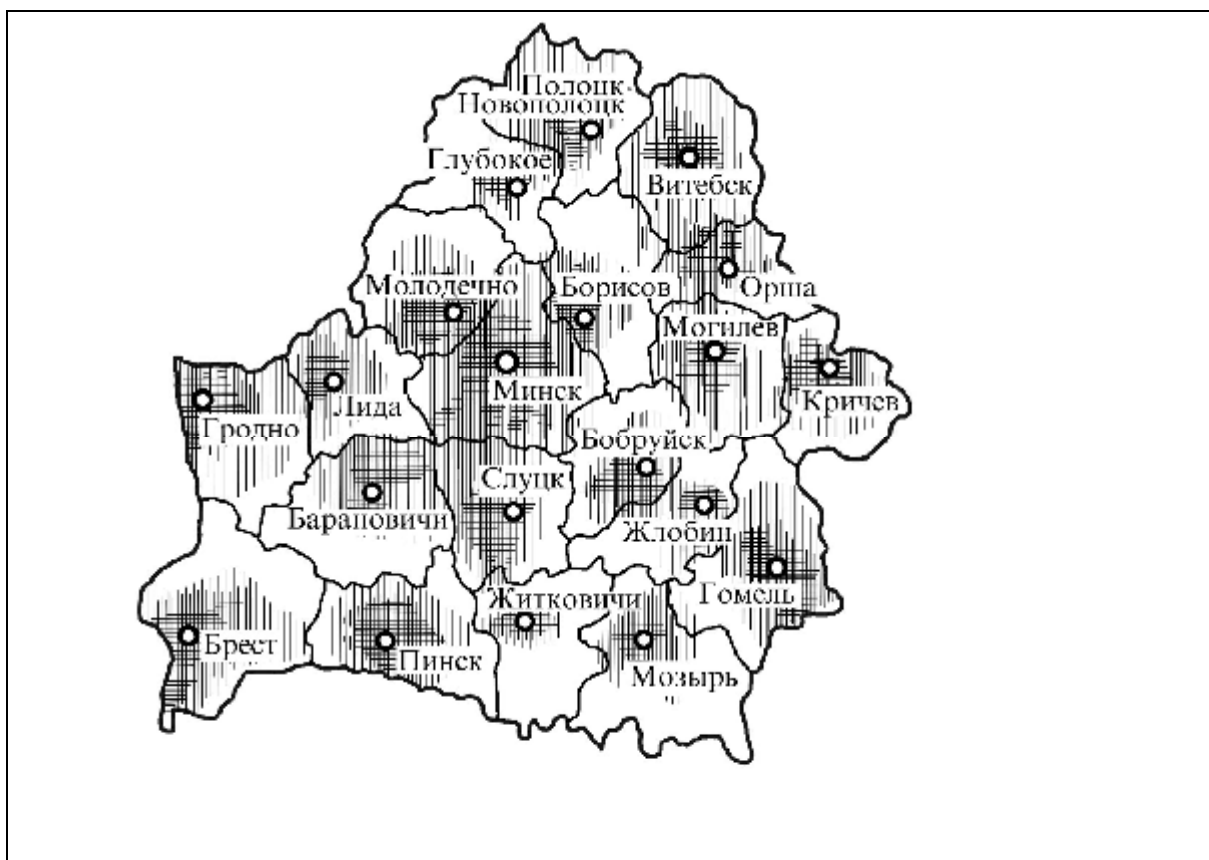 Полоцк
Новополоцк
Глубокое
Витебск
Молодечно
Борисов
Орша
Могилев
Минск
Кричев
Лида
Гродно
Бобруйск
Слуцк
Барановичи
Жлобин
Гомель
Житковичи
Брест
Пинск
Мозырь